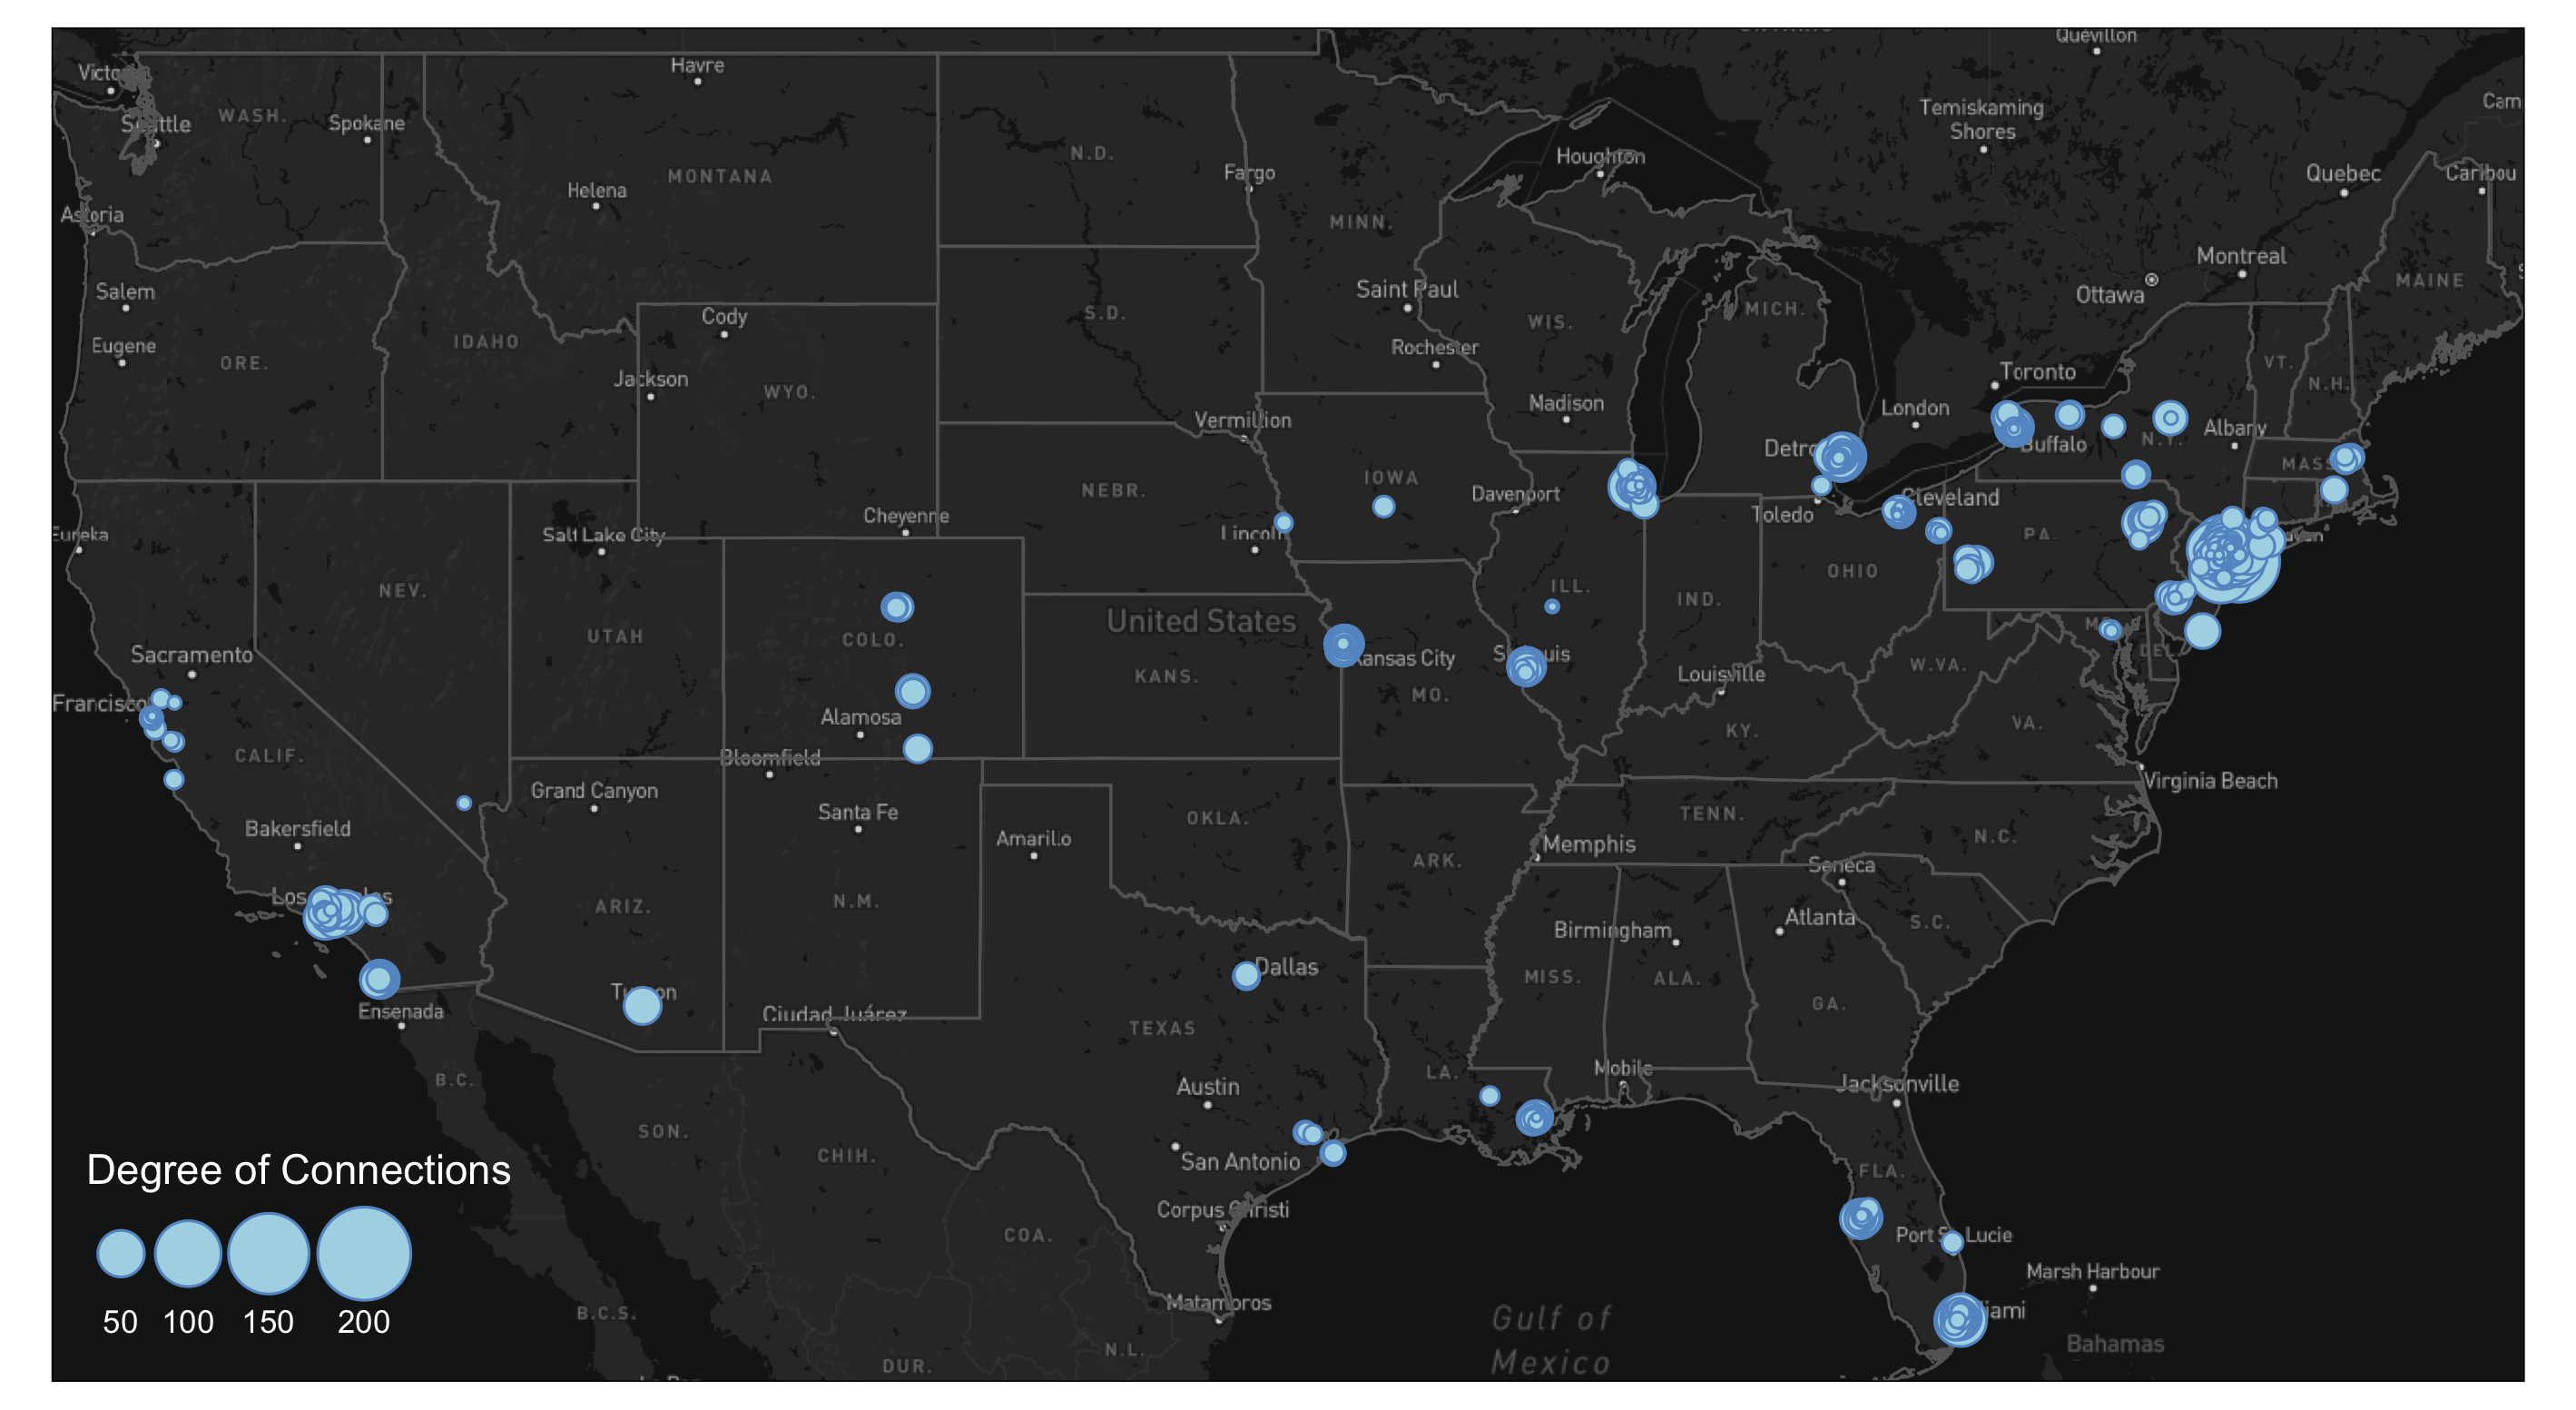 Quévillon
Victo
Havre
Cam
Seattle
WASH.
Spokane
Temiskaming
Shores
N.D.
Houghton
MONTANA
Helena
Fargo
Quebec
Caribou
Astoria
MINN.
Montreal
MAINE
Salem
Saint Paul
Ottawa
S.D.
MICH.
Cody
WIS.
Eugene
IDAHO
Rochester
ORE.
VT.
Jackson
WYO.
Toronto
N.H.
Madison
London
Vermillion
Albany
Buffalo
N.Y.
Detro
MASS
IOWA
NEBR.
Davenport
Cleveland
Cheyenne
Toledo
Eureka
Salt Lake City
Lincoln
PA.
aven
OHIO
NEV.
ILL.
IND.
United States
UTAH
COLO.
Sacramento
Kansas City
St Louis
DEL.
W.VA.
KANS.
Louisville
MO.
Francisco
Alamosa
VA.
KY.
CALIF.
Bloomfield
Virginia Beach
Grand Canyon
Santa Fe
TENN.
OKLA.
Bakersfield
Amarillo
N.C.
Memphis
ARK.
Seneca
Los Angeles
N.M.
ARIZ.
Atlanta
S.C.
Birmingham
Dallas
MISS.
ALA.
Tucson
GA.
Ensenada
Ciudad Juárez
TEXAS
Mobile
LA.
B.C.
Austin
Jacksonville
SON.
CHIH.
San Antonio
Degree of Connections
FLA.
Corpus Christi
COA.
Port St Lucie
Marsh Harbour
Matamoros
B.C.S.
iami
50 100 150 200
Gulf of
Mexico
Bahamas
N.L.
DUR.